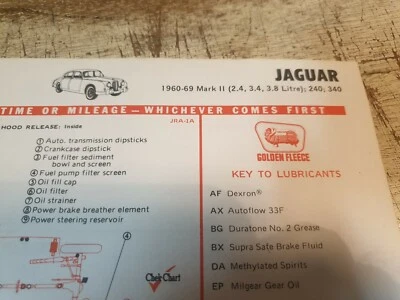 JAGUAR
1960-69 Mark II (2.4, 3.4, 3.8 Litre); 240; 340
TIME OR MILEAGE—WHICHEVER COMES FIRST
HOOD RELEASE: Inside
JRA-1A
① Auto. transmission dipsticks
② Crankcase dipstick
③ Fuel filter sediment
bowl and screen
④ Fuel pump filter screen
⑤ Oil fill cap
⑥ Oil filter
⑦ Oil strainer
⑧ Power brake breather element
⑨ Power steering reservoir
④
Chek-Chart
GOLDEN FLEECE
KEY TO LUBRICANTS
AF Dexron®
AX Autoflow 33F
BG Duratone No. 2 Grease
BX Supra Safe Brake Fluid
DA Methylated Spirits
EP Milgear Gear Oil